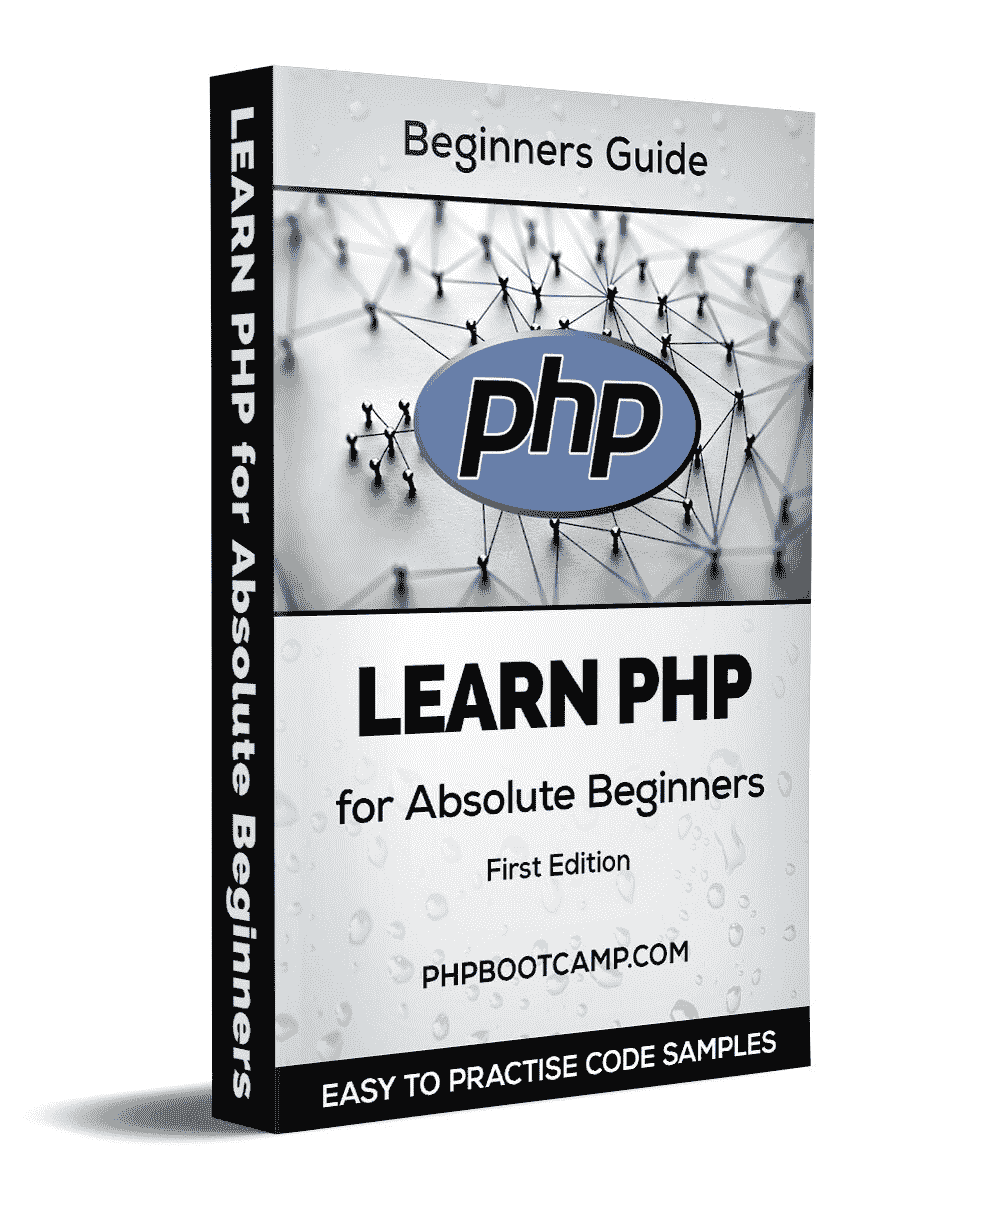 LEARN PHP for Absolute Beginners
Beginners Guide
php
LEARN PHP
for Absolute Beginners
First Edition
PHPBOOTCAMP.COM
EASY TO PRACTISE CODE SAMPLES